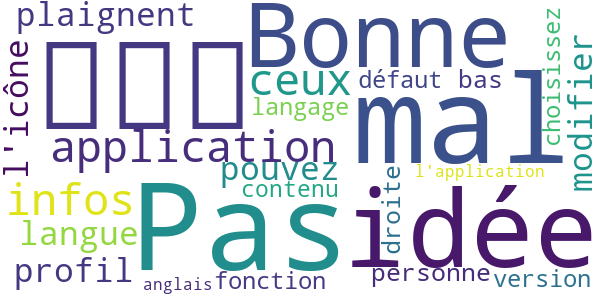 plaignent
Bonne
l'icône
ceux
défaut bas
langage
choisissez
modifier
mal
application
pouvez
l'application
infos
contenu
droite
Pas
idée
langue
profil
anglais
fonction
personne
version